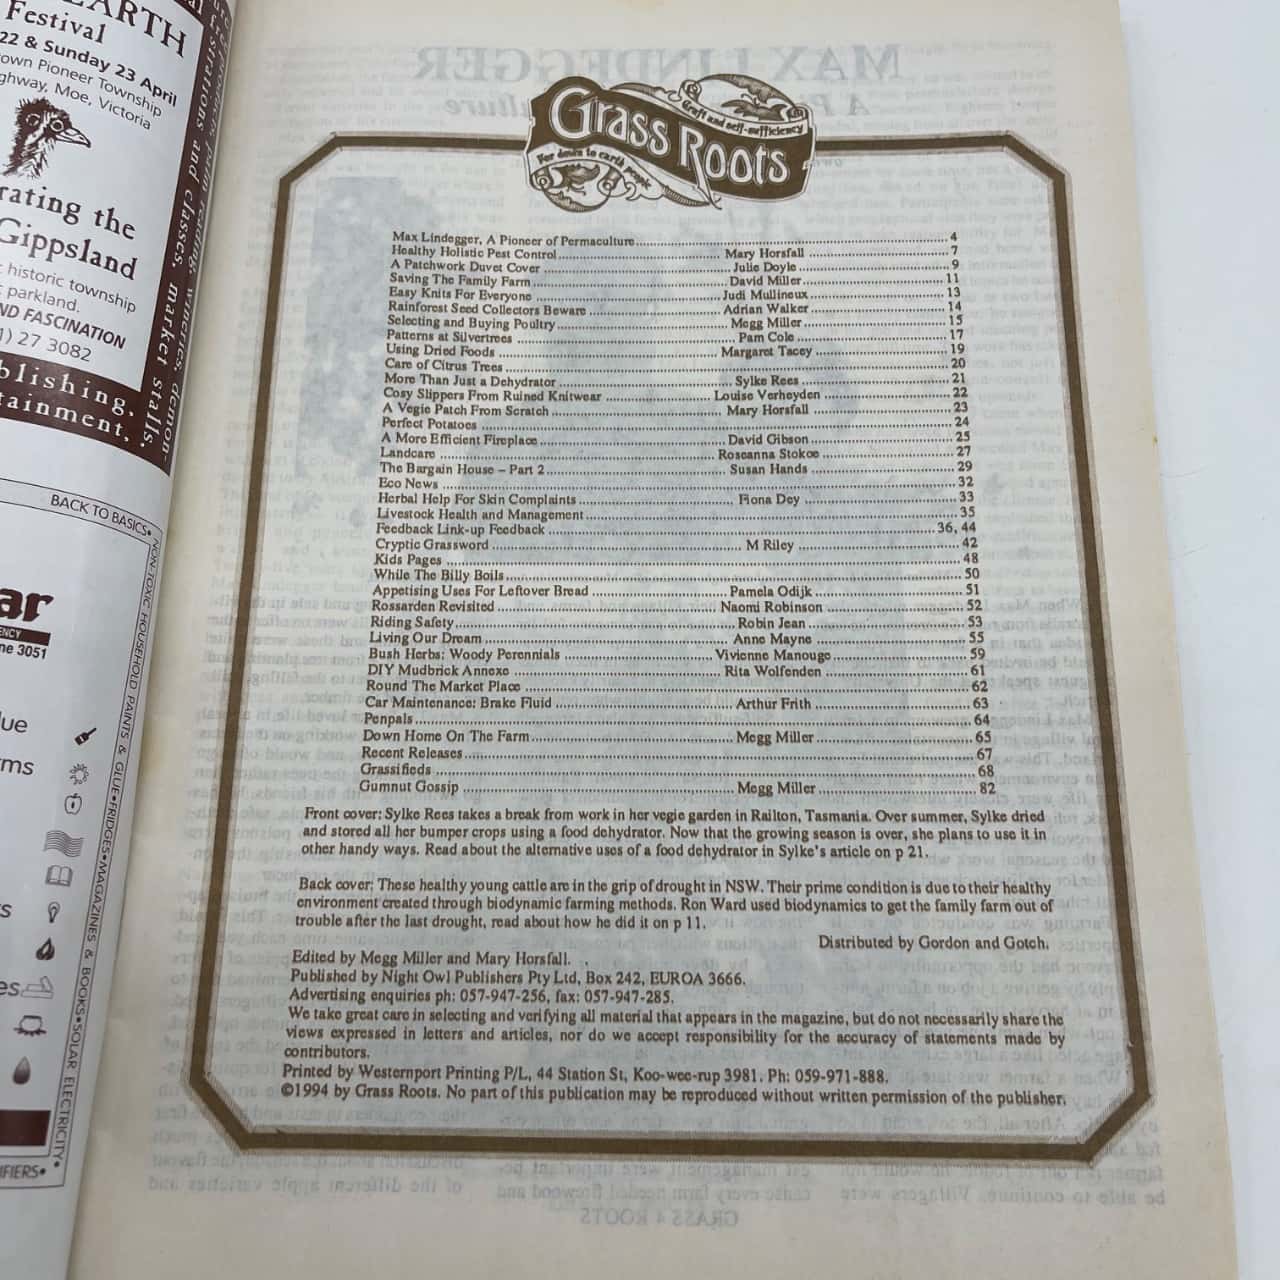 EARTH
Festival
22 & Sunday 23 April
own Pioneer Township
ghway, Moe, Victoria
rating the
Gippsland
historic township
parkland.
ND FASCINATION
1) 27 3082
blishing,
tainment,
wineries, demon-
strations and classes, market stalls,
BACK TO BASICS•
NON-TOXIC HOUSEHOLD PAINTS & GLUE•FRIDGES•MAGAZINES & BOOKS•SOLAR ELECTRICITY•
IFIERS•
ar
ENCY
ne 3051
lue
rms
s
es
MAX LINDEGGER
Grass Roots
Craft and self-sufficiency
For down to earth people
Max Lindegger, A Pioneer of Permaculture 4
Healthy Holistic Pest Control Mary Horsfall 7
A Patchwork Duvet Cover Julie Doyle 9
Saving The Family Farm David Miller 11
Easy Knits For Everyone Judi Mullineux 13
Rainforest Seed Collectors Beware Adrian Walker 14
Selecting and Buying Poultry Megg Miller 15
Patterns at Silvertrees Pam Cole 17
Using Dried Foods Margaret Tacey 19
Care of Citrus Trees 20
More Than Just a Dehydrator Sylke Rees 21
Cosy Slippers From Ruined Knitwear Louise Verheyden 22
A Vegie Patch From Scratch Mary Horsfall 23
Perfect Potatoes 24
A More Efficient Fireplace David Gibson 25
Landcare Roseanna Stokoe 27
The Bargain House – Part 2 Susan Hands 29
Eco News 32
Herbal Help For Skin Complaints Fiona Dey 33
Livestock Health and Management 35
Feedback Link-up Feedback 36, 44
Cryptic Grassword M Riley 42
Kids Pages 48
While The Billy Boils 50
Appetising Uses For Leftover Bread Pamela Odijk 51
Rossarden Revisited Naomi Robinson 52
Riding Safety Robin Jean 53
Living Our Dream Anne Mayne 55
Bush Herbs: Woody Perennials Vivienne Manouge 59
DIY Mudbrick Annexe Rita Wolfenden 61
Round The Market Place 62
Car Maintenance: Brake Fluid Arthur Frith 63
Penpals 64
Down Home On The Farm Megg Miller 65
Recent Releases 67
Grassifieds 68
Gumnut Gossip Megg Miller 82
Front cover: Sylke Rees takes a break from work in her vegie garden in Railton, Tasmania. Over summer, Sylke dried
and stored all her bumper crops using a food dehydrator. Now that the growing season is over, she plans to use it in
other handy ways. Read about the alternative uses of a food dehydrator in Sylke's article on p 21.
Back cover: These healthy young cattle are in the grip of drought in NSW. Their prime condition is due to their healthy
environment created through biodynamic farming methods. Ron Ward used biodynamics to get the family farm out of
trouble after the last drought, read about how he did it on p 11.
Distributed by Gordon and Gotch.
Edited by Megg Miller and Mary Horsfall.
Published by Night Owl Publishers Pty Ltd, Box 242, EUROA 3666.
Advertising enquiries ph: 057-947-256, fax: 057-947-285.
We take great care in selecting and verifying all material that appears in the magazine, but do not necessarily share the
views expressed in letters and articles, nor do we accept responsibility for the accuracy of statements made by
contributors.
Printed by Westernport Printing P/L, 44 Station St, Koo-wee-rup 3981. Ph: 059-971-888.
©1994 by Grass Roots. No part of this publication may be reproduced without written permission of the publisher.
GRASS 4 ROOTS